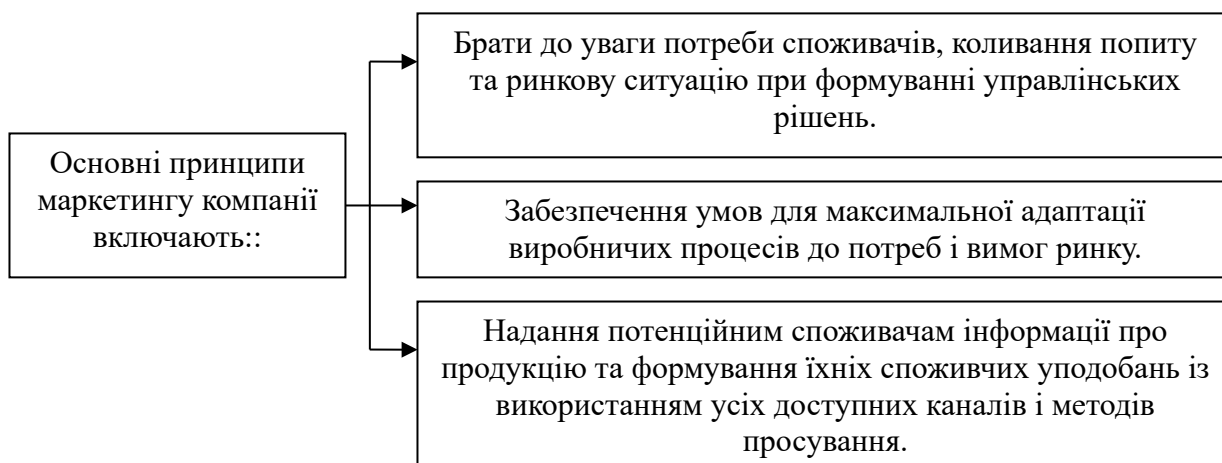 Основні принципи
маркетингу компанії
включають::
Брати до уваги потреби споживачів, коливання попиту
та ринкову ситуацію при формуванні управлінських
рішень.
Забезпечення умов для максимальної адаптації
виробничих процесів до потреб і вимог ринку.
Надання потенційним споживачам інформації про
продукцію та формування їхніх споживчих уподобань із
використанням усіх доступних каналів і методів
просування.